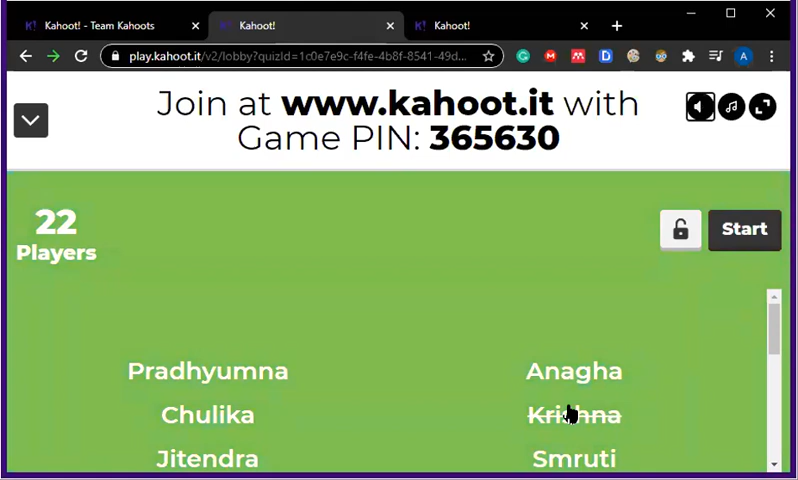 Kahoot! - Team Kahoots
Kahoot!
Kahoot!
play.kahoot.it/v2/lobby?quizId=1c0e7e9c-f4fe-4b8f-8541-49d...
A
Join at www.kahoot.it with
Game PIN: 365630
22
Players
Start
Pradhyumna
Anagha
Chulika
Krishna
Jitendra
Smruti